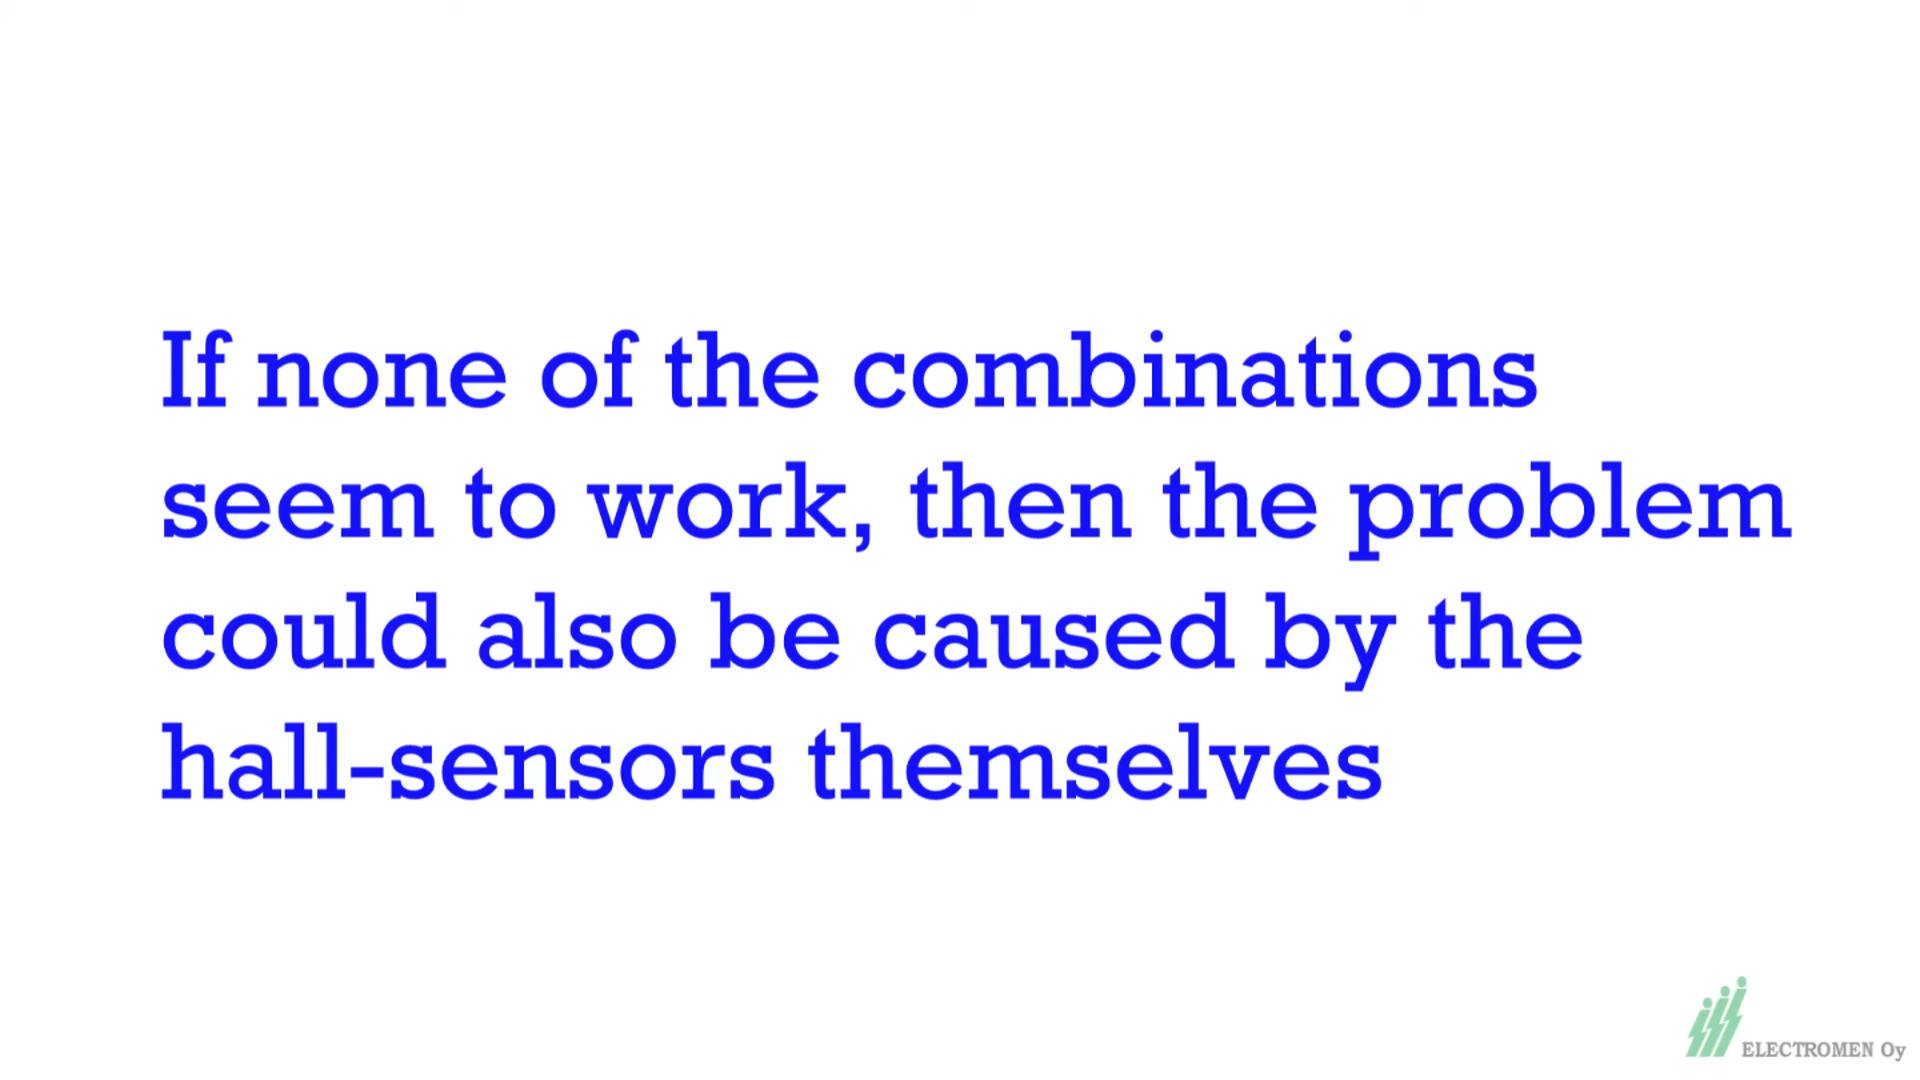 If none of the combinations
seem to work, then the problem
could also be caused by the
hall-sensors themselves
ELECTROMEN Oy